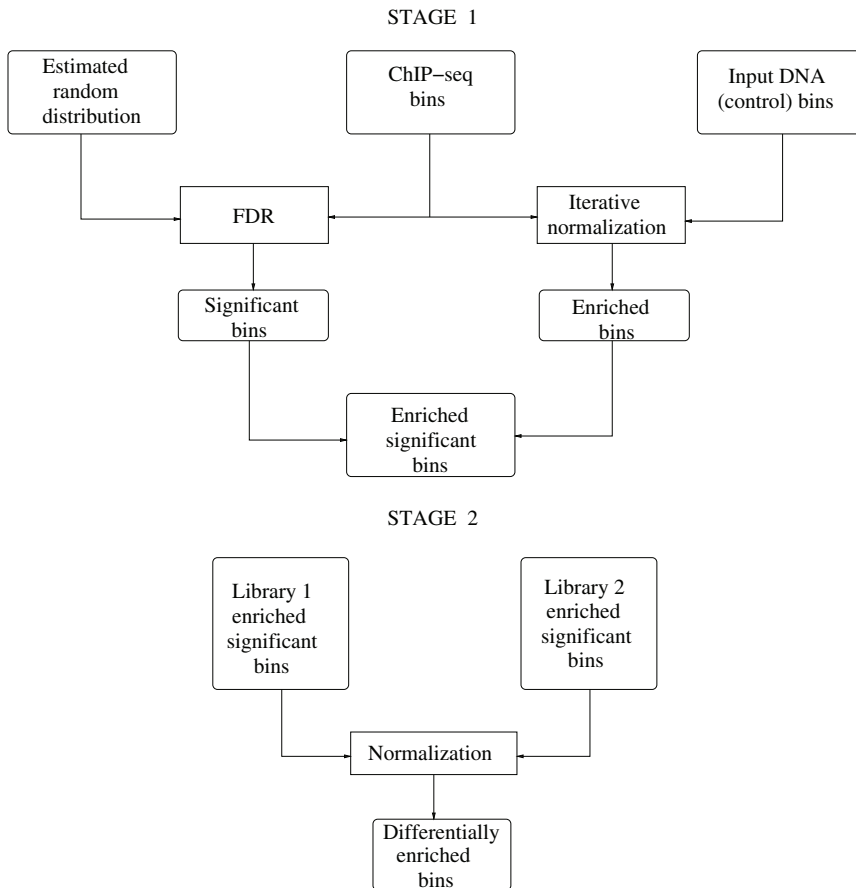 STAGE 1
Estimated
random
distribution
ChIP−seq
bins
Input DNA
(control) bins
FDR
Iterative
normalization
Significant
bins
Enriched
bins
Enriched
significant
bins
STAGE 2
Library 1
enriched
significant
bins
Library 2
enriched
significant
bins
Normalization
Differentially
enriched
bins